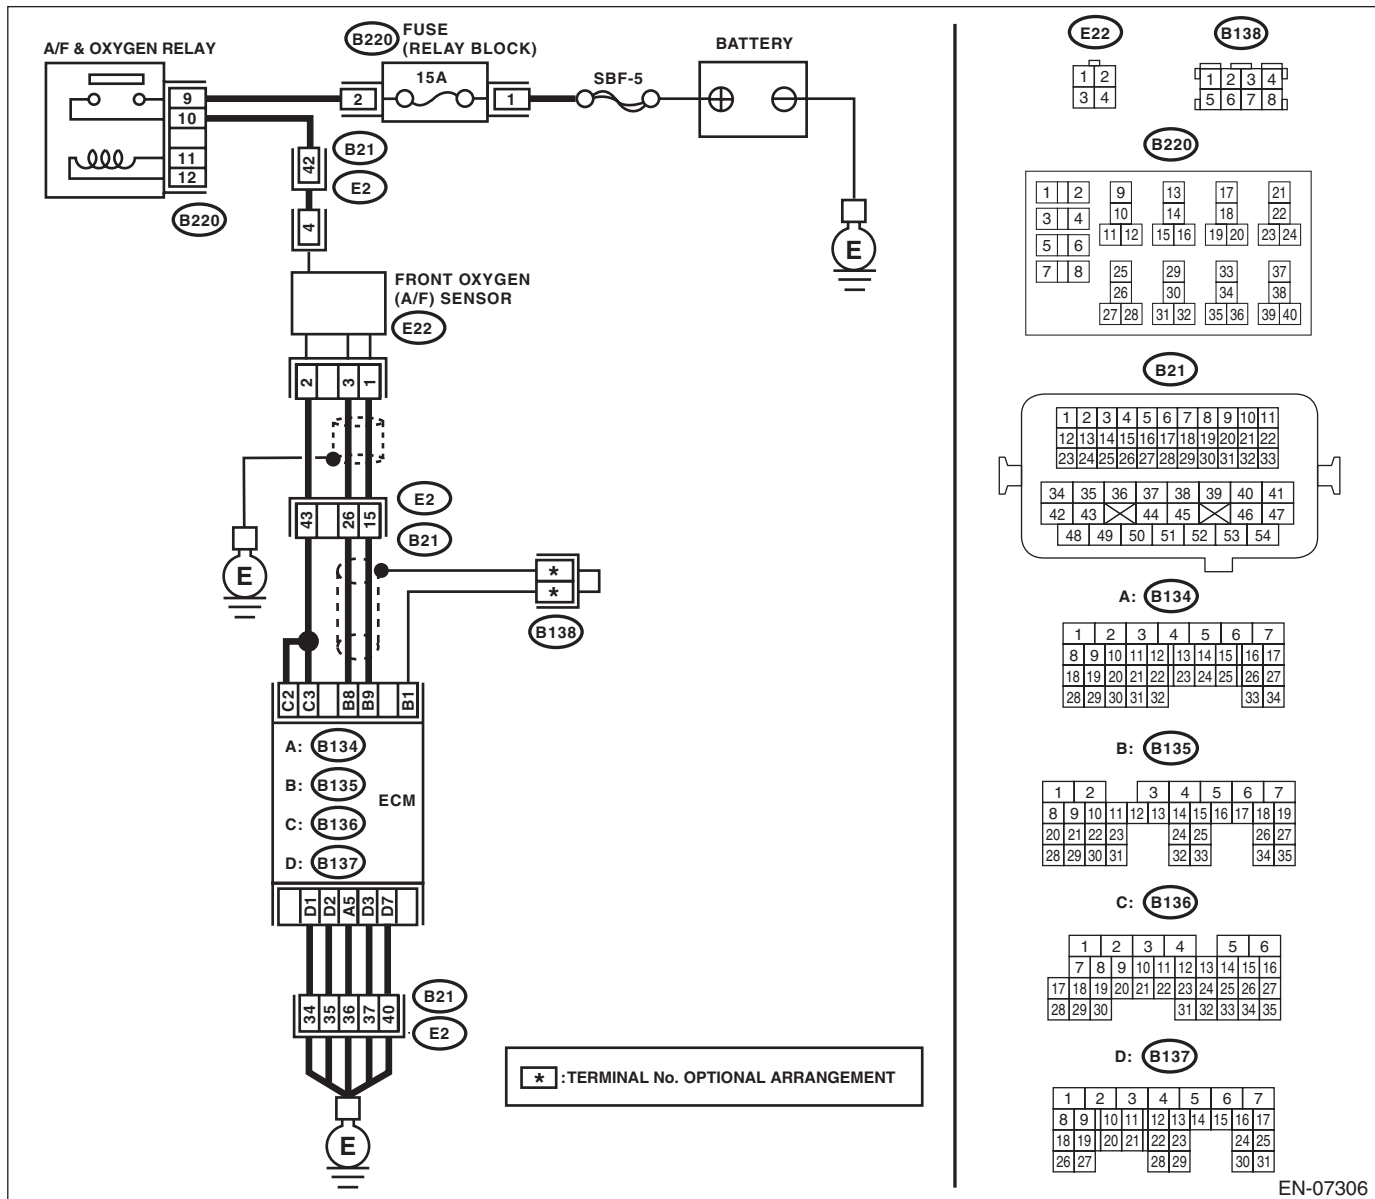 A/F & OXYGEN RELAY
9
10
11
12
B220
B220
FUSE
(RELAY BLOCK)
15A
2
1
SBF-5
BATTERY
E
42
B21
E2
4
FRONT OXYGEN
(A/F) SENSOR
E22
2 3 1
E
43 26 15
E2
B21
*
*
B138
C2 C3 B8 B9 B1
A: B134
B: B135
C: B136
D: B137
ECM
D1 D2 A5 D3 D7
34 35 36 37 40
B21
E2
E
* :TERMINAL No. OPTIONAL ARRANGEMENT
E22
1 2
3 4
B138
1 2 3 4
5 6 7 8
B220
1 2 9 13 17 21
3 4 10 14 18 22
5 6 11 12 15 16 19 20 23 24
7 8 25 29 33 37
26 30 34 38
27 28 31 32 35 36 39 40
B21
1 2 3 4 5 6 7 8 9 10 11
12 13 14 15 16 17 18 19 20 21 22
23 24 25 26 27 28 29 30 31 32 33
34 35 36 37 38 39 40 41
42 43 44 45 46 47
48 49 50 51 52 53 54
A: B134
1 2 3 4 5 6 7
8 9 10 11 12 13 14 15 16 17
18 19 20 21 22 23 24 25 26 27
28 29 30 31 32 33 34
B: B135
1 2 3 4 5 6 7
8 9 10 11 12 13 14 15 16 17 18 19
20 21 22 23 24 25 26 27
28 29 30 31 32 33 34 35
C: B136
1 2 3 4 5 6
7 8 9 10 11 12 13 14 15 16
17 18 19 20 21 22 23 24 25 26 27
28 29 30 31 32 33 34 35
D: B137
1 2 3 4 5 6 7
8 9 10 11 12 13 14 15 16 17
18 19 20 21 22 23 24 25
26 27 28 29 30 31
EN-07306